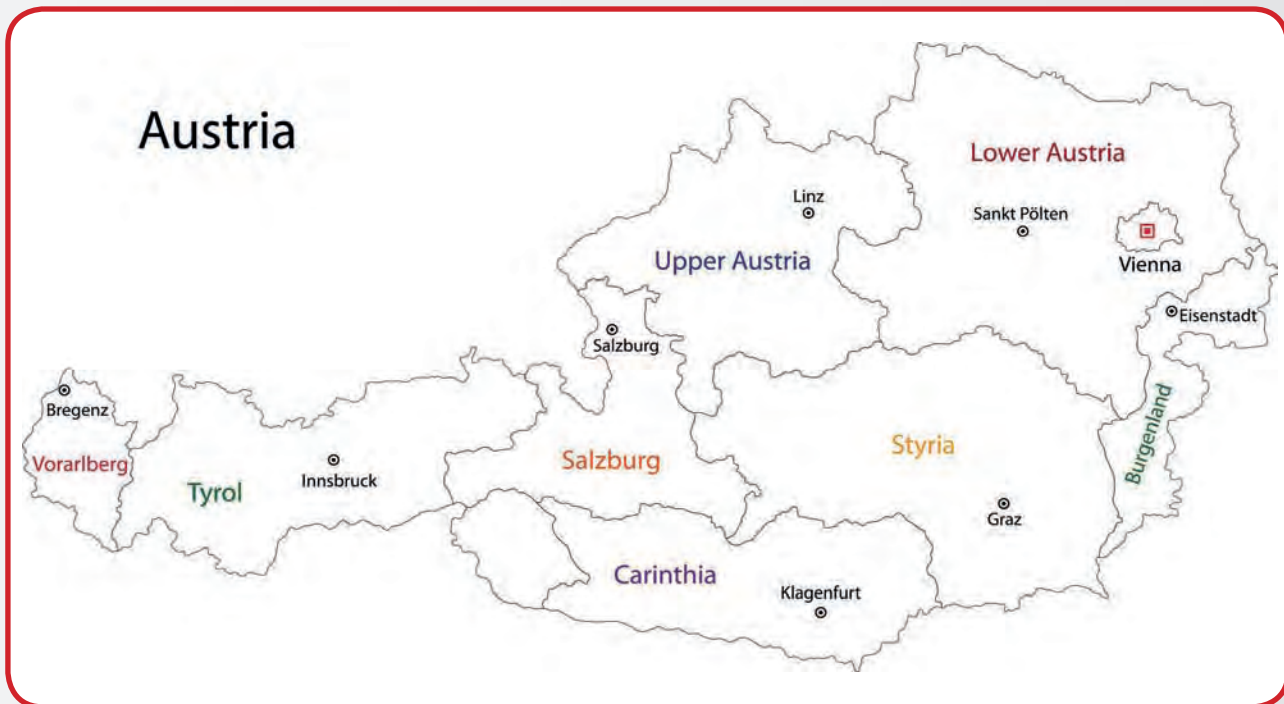 Austria
Lower Austria
Linz
Sankt Pölten
Upper Austria
Vienna
Eisenstadt
Salzburg
Bregenz
Burgenland
Styria
Vorarlberg
Salzburg
Innsbruck
Tyrol
Graz
Carinthia
Klagenfurt